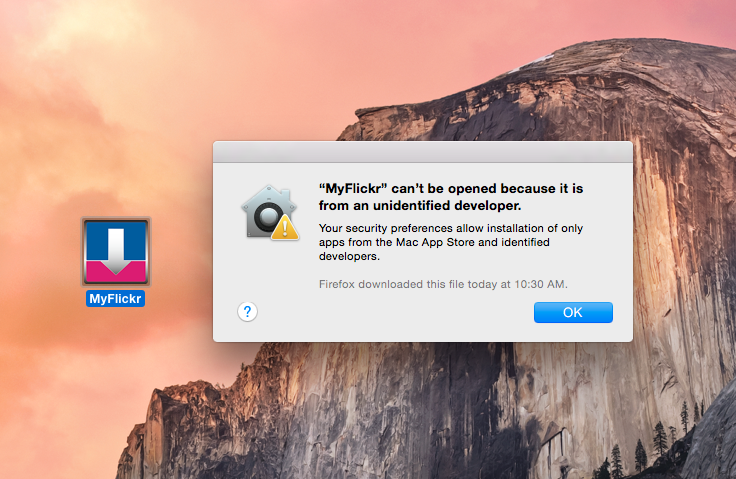 “MyFlickr” can’t be opened because it is
from an unidentified developer.
Your security preferences allow installation of only
apps from the Mac App Store and identified
developers.
Firefox downloaded this file today at 10:30 AM.
?
OK
MyFlickr